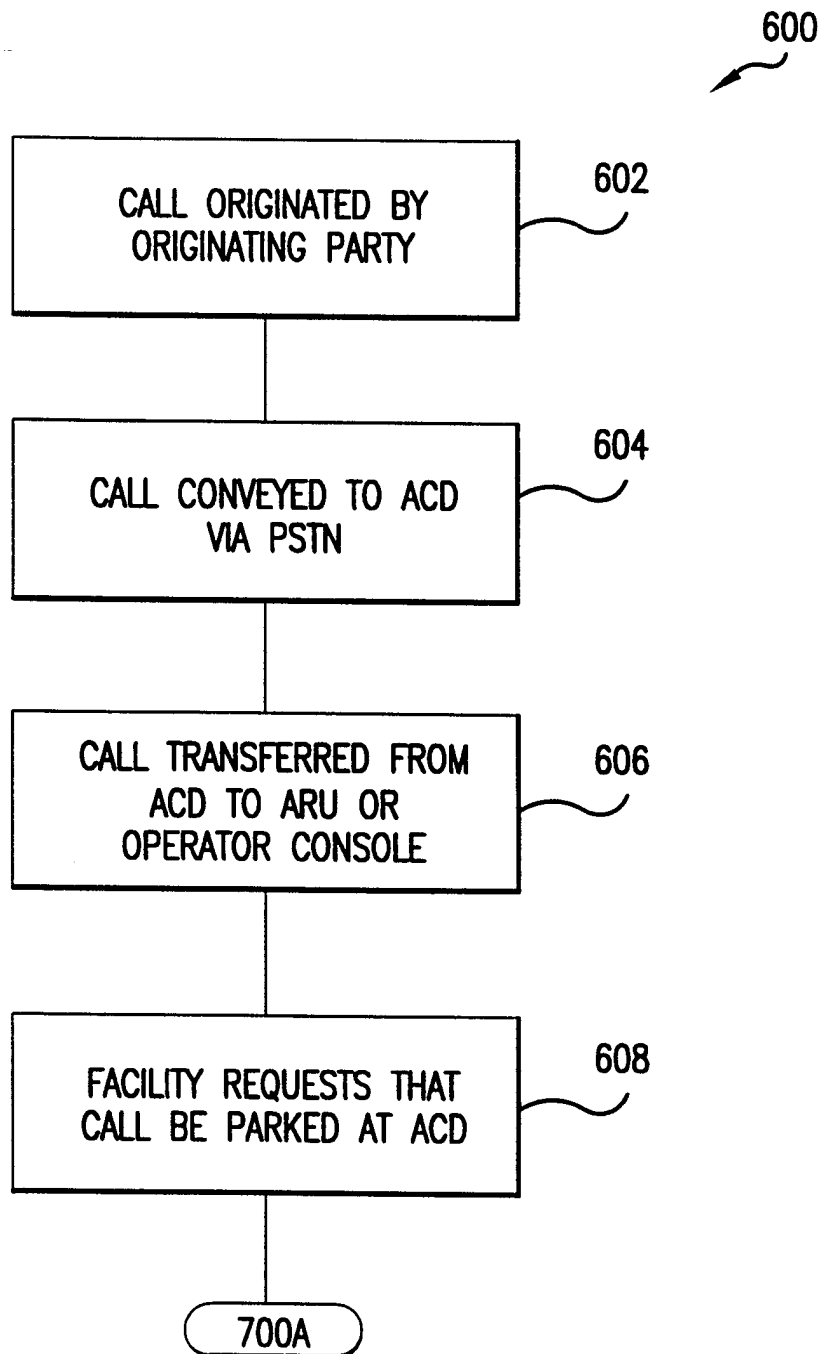 600
CALL ORIGINATED BY
ORIGINATING PARTY
602
CALL CONVEYED TO ACD
VIA PSTN
604
CALL TRANSFERRED FROM
ACD TO ARU OR
OPERATOR CONSOLE
606
FACILITY REQUESTS THAT
CALL BE PARKED AT ACD
608
700A